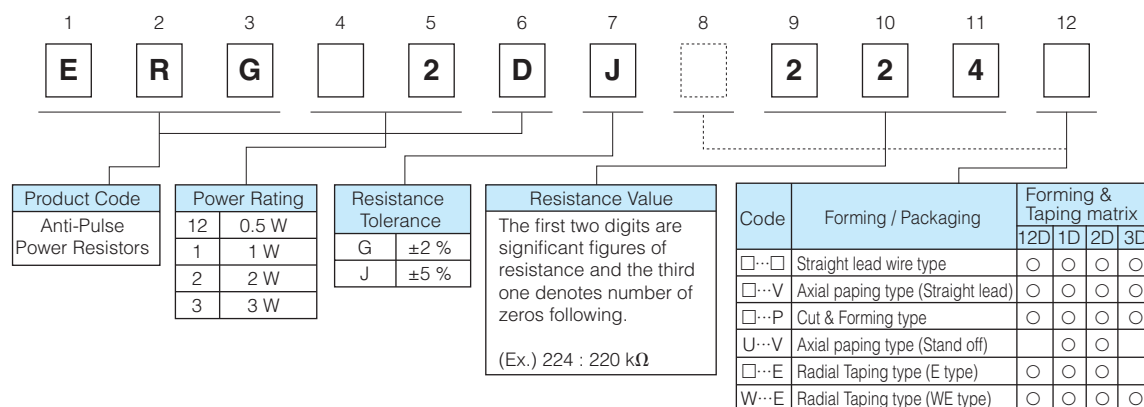 1 2 3 4 5 6 7 8 9 10 11 12
E R G 2 D J 2 2 4
Product Code
Anti-Pulse
Power Resistors
Power Rating
12 0.5 W
1 1 W
2 2 W
3 3 W
Resistance
Tolerance
G ±2 %
J ±5 %
Resistance Value
The first two digits are
significant figures of
resistance and the third
one denotes number of
zeros following.
(Ex.) 224 : 220 kΩ
Code Forming / Packaging Forming &
Taping matrix
12D 1D 2D 3D
□···□ Straight lead wire type ○ ○ ○ ○
□···V Axial paping type (Straight lead) ○ ○ ○ ○
□···P Cut & Forming type ○ ○ ○ ○
U···V Axial paping type (Stand off) ○ ○
□···E Radial Taping type (E type) ○ ○ ○
W···E Radial Taping type (WE type) ○ ○ ○ ○